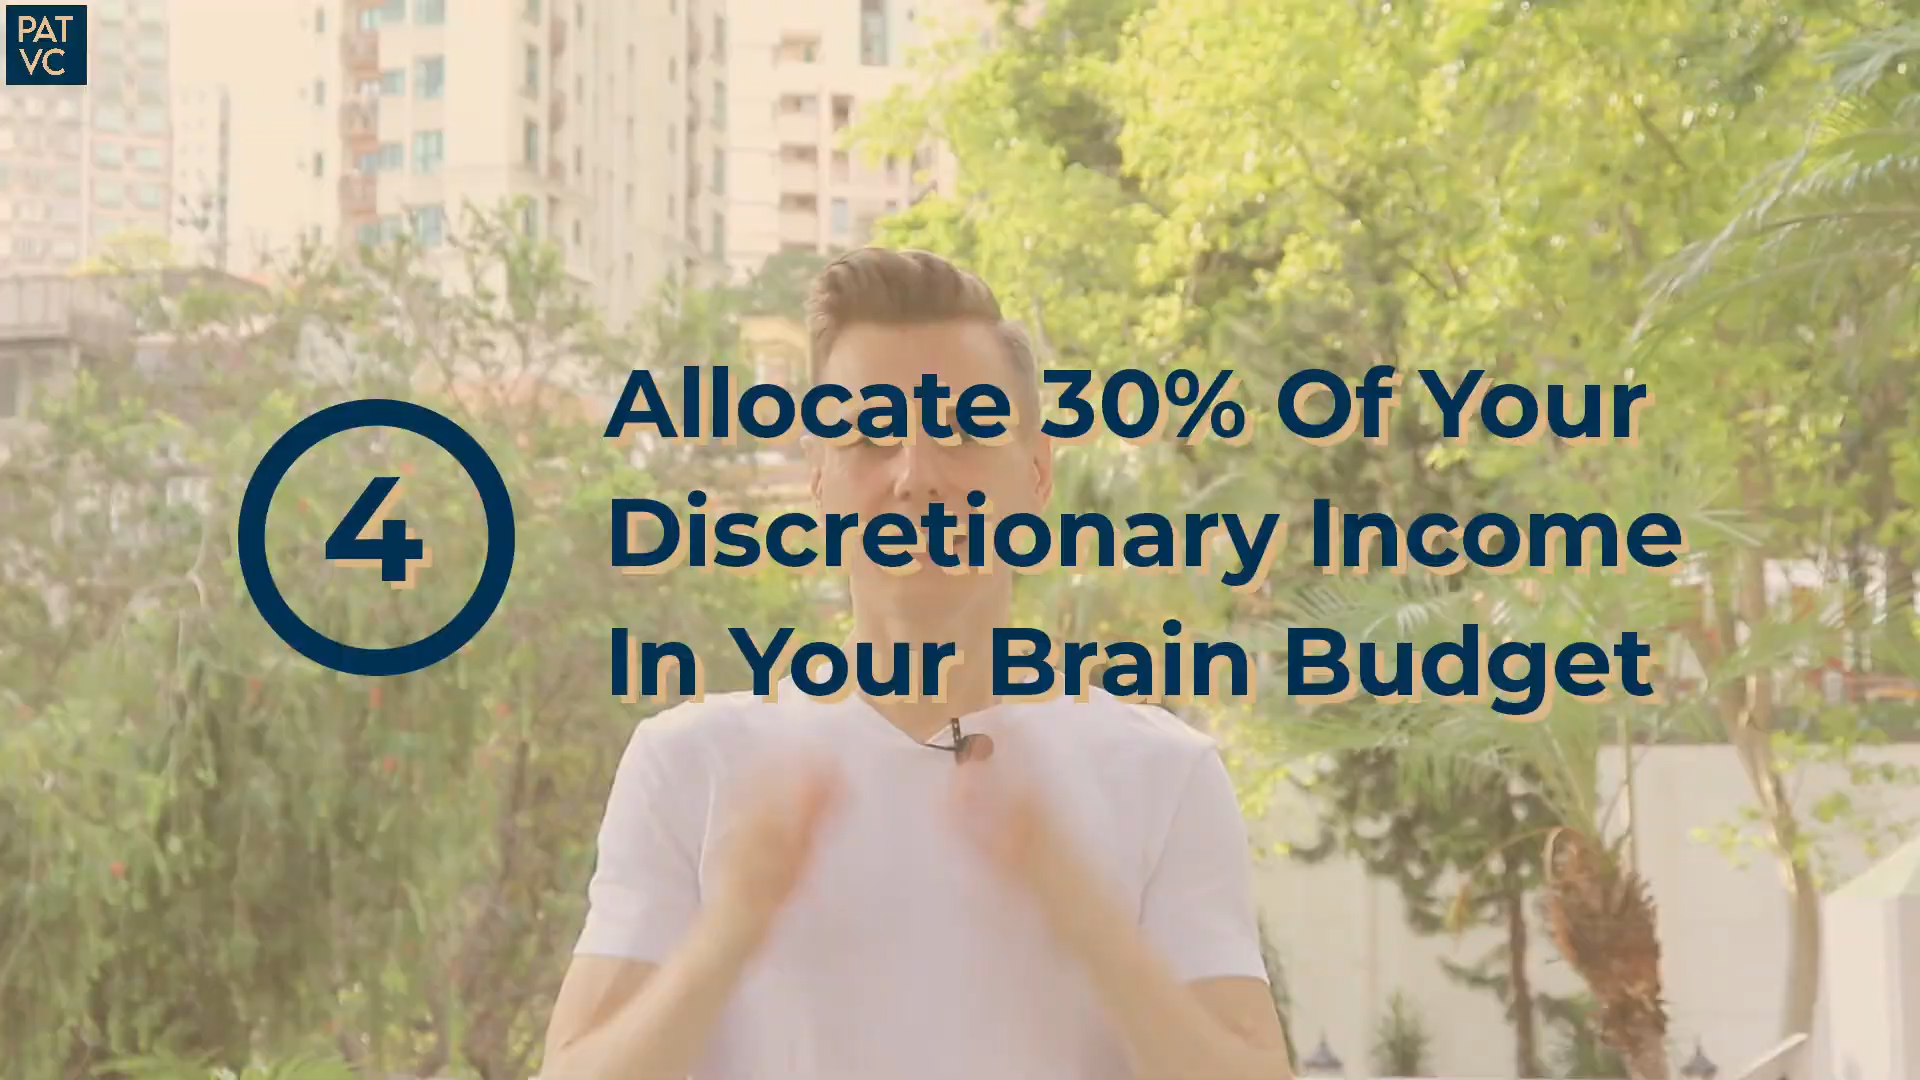 PAT
VC
4
Allocate 30% Of Your
Discretionary Income
In Your Brain Budget